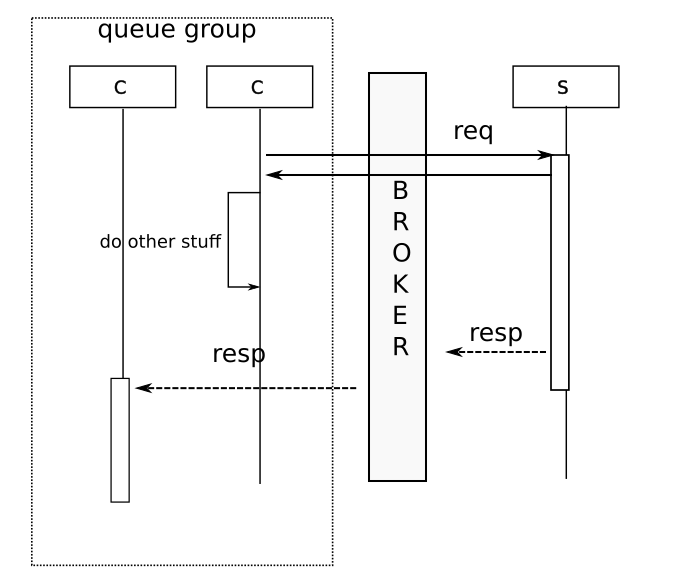 queue group
c
c
s
req
B
R
O
K
E
R
do other stuff
resp
resp